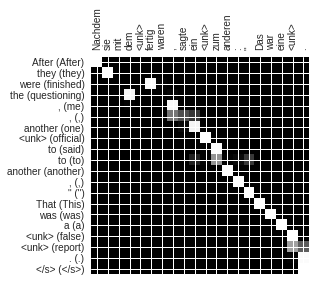 Nachdem
sie
mit
dem
<unk>
fertig
waren
,
sagte
ein
<unk>
zum
anderen
:
"
Das
war
eine
<unk>
.
After (After)
they (they)
were (finished)
the (questioning)
, (me)
, (,)
another (one)
<unk> (official)
to (said)
to (to)
another (another)
, (,)
" (")
That (This)
was (was)
a (a)
<unk> (false)
<unk> (report)
. (.)
</s> (</s>)